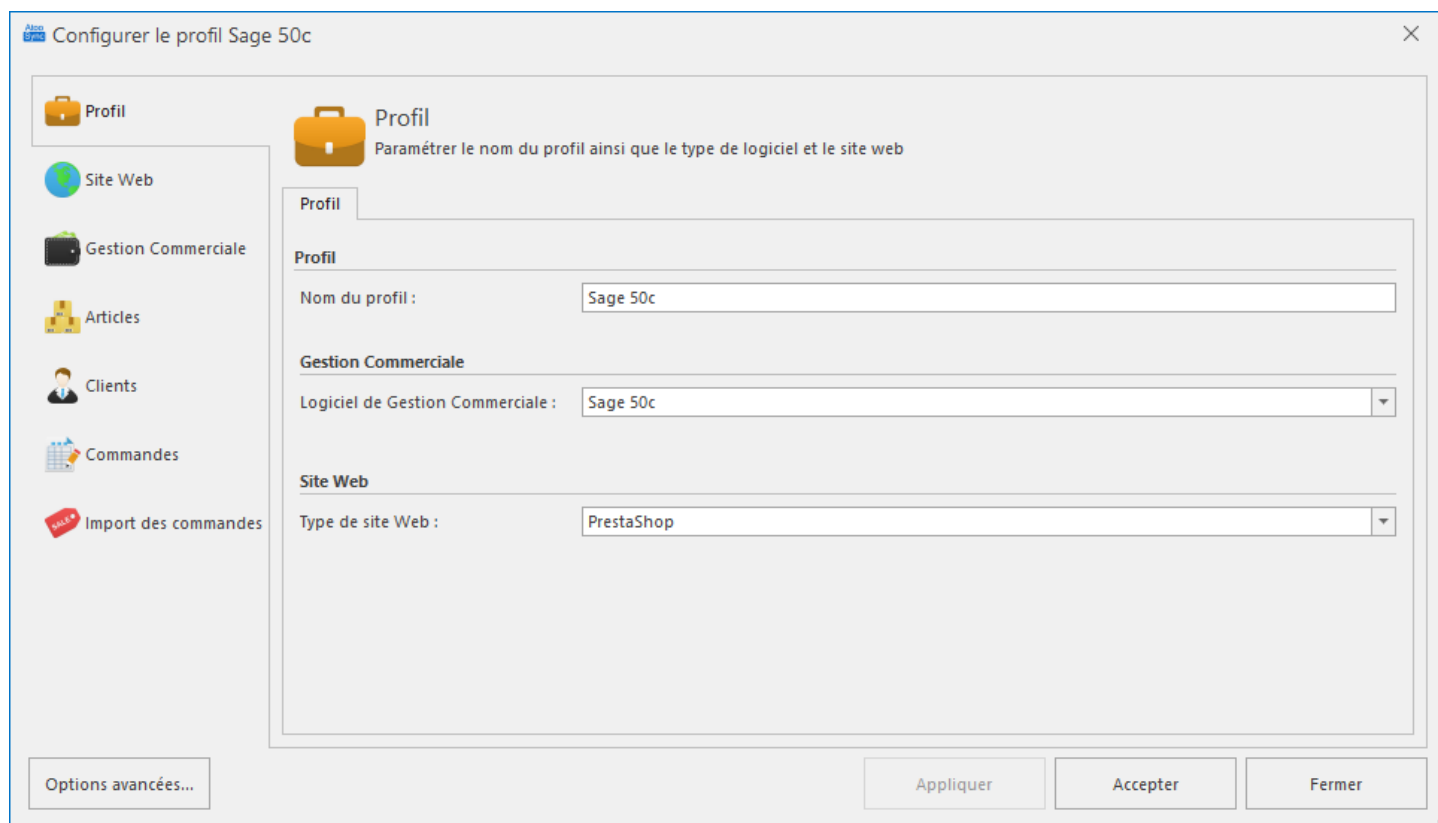 Aton Sync
Configurer le profil Sage 50c
Profil
Site Web
Gestion Commerciale
Articles
Clients
Commandes
SALE
Import des commandes
Profil
Paramétrer le nom du profil ainsi que le type de logiciel et le site web
Profil
Profil
Nom du profil : Sage 50c
Gestion Commerciale
Logiciel de Gestion Commerciale : Sage 50c
Site Web
Type de site Web : PrestaShop
Options avancées... Appliquer Accepter Fermer